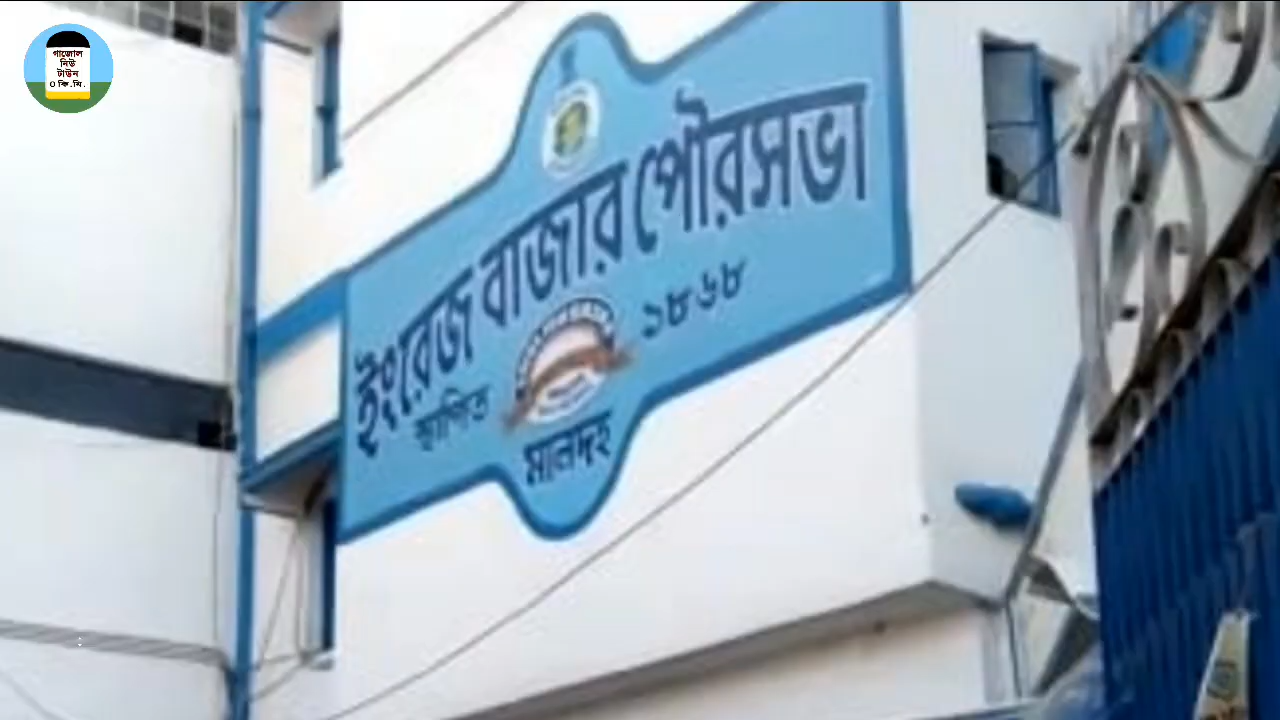 গাজোল
নিউ
টাউন
০ কি.মি.
ইংরেজ বাজার পৌরসভা
স্থাপিত ১৮৬৮
মালদহ